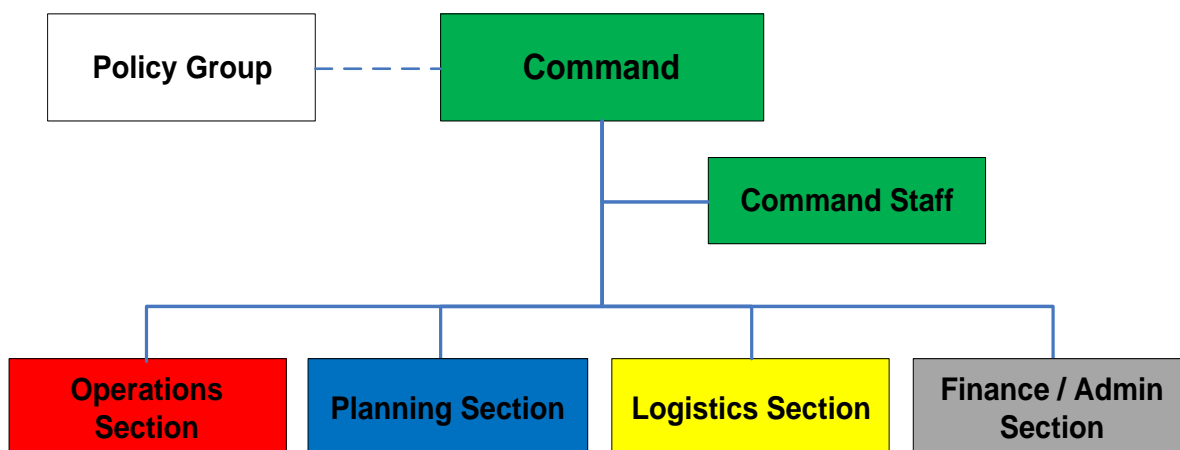 Policy Group
Command
Command Staff
Operations
Section
Planning Section
Logistics Section
Finance / Admin
Section